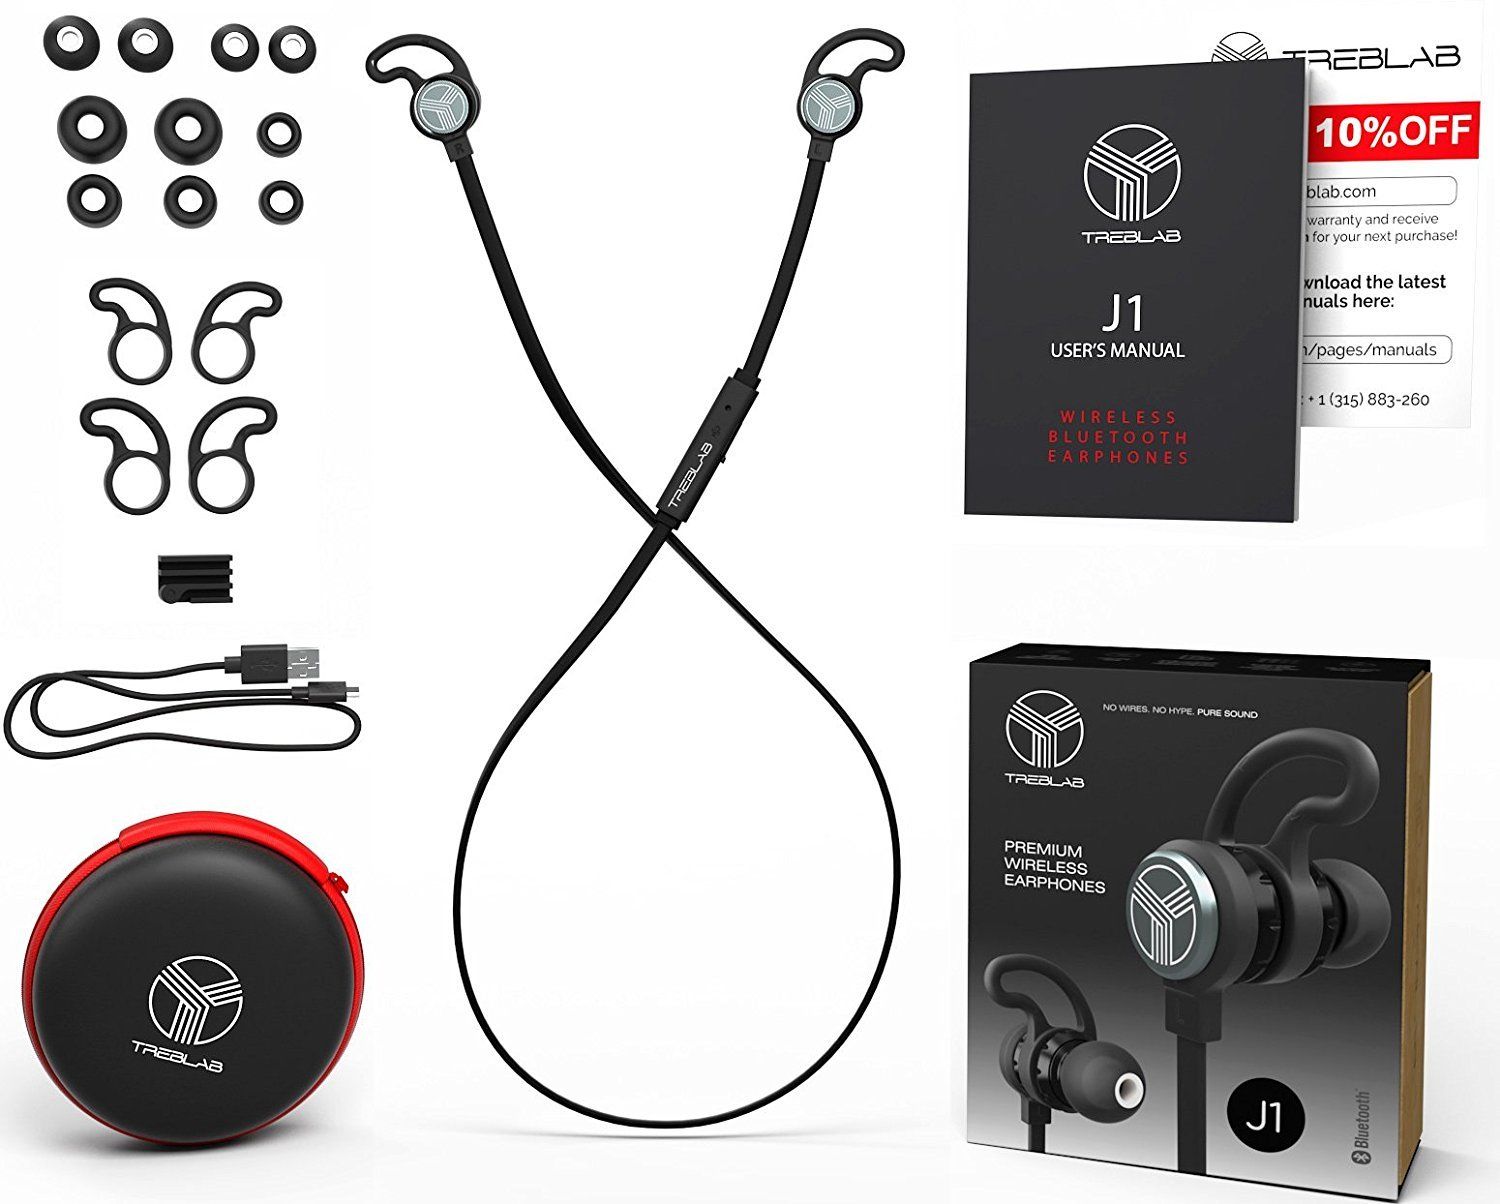 R
L
TREBLAB
TREBLAB
10%OFF
blab.com
warranty and receive
for your next purchase!
wnload the latest
nuals here:
/pages/manuals
+ 1 (315) 883-260
TREBLAB
J1
USER'S MANUAL
WIRELESS
BLUETOOTH
EARPHONES
TREBLAB
NO WIRES. NO HYPE. PURE SOUND
PREMIUM
WIRELESS
EARPHONES
L
J1
Bluetooth
TREBLAB